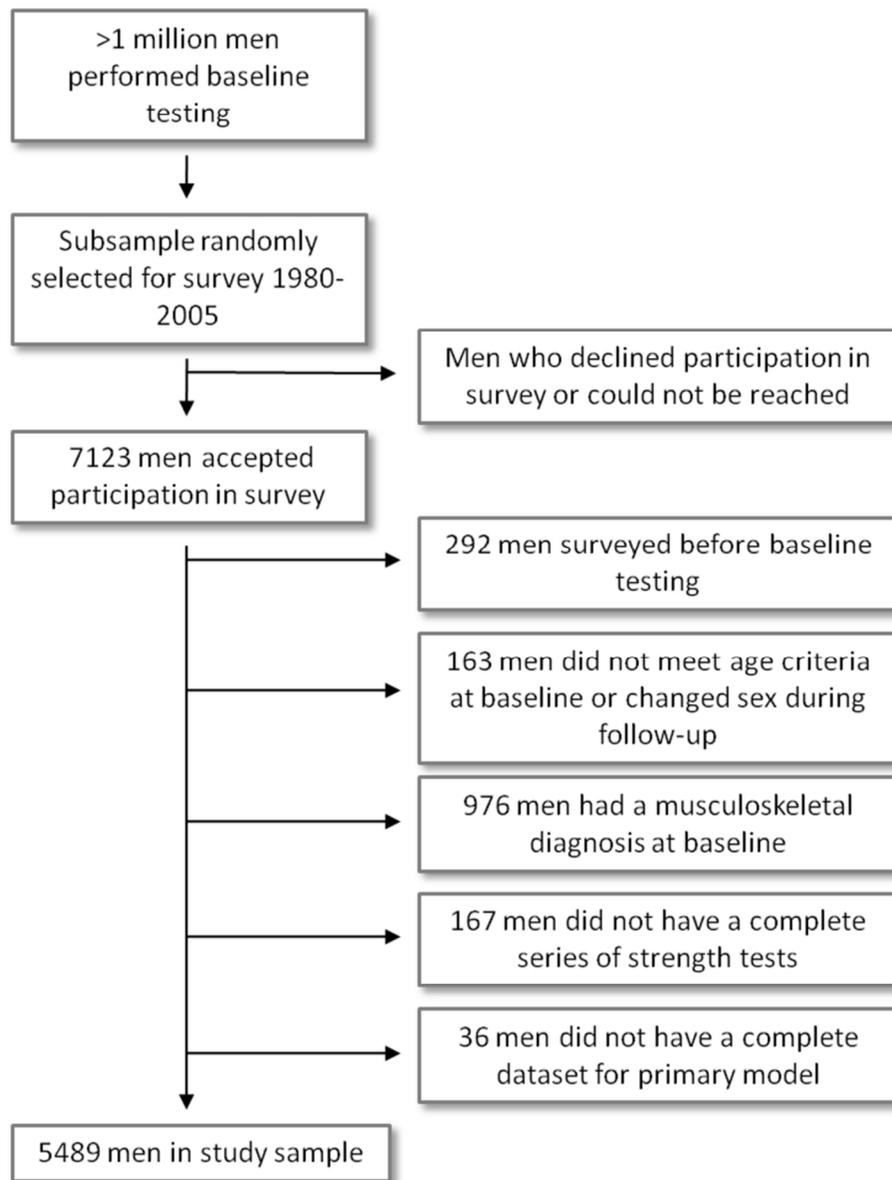 >1 million men
performed baseline
testing
Subsample randomly
selected for survey 1980-
2005
Men who declined participation in
survey or could not be reached
7123 men accepted
participation in survey
292 men surveyed before baseline
testing
163 men did not meet age criteria
at baseline or changed sex during
follow-up
976 men had a musculoskeletal
diagnosis at baseline
167 men did not have a complete
series of strength tests
36 men did not have a complete
dataset for primary model
5489 men in study sample